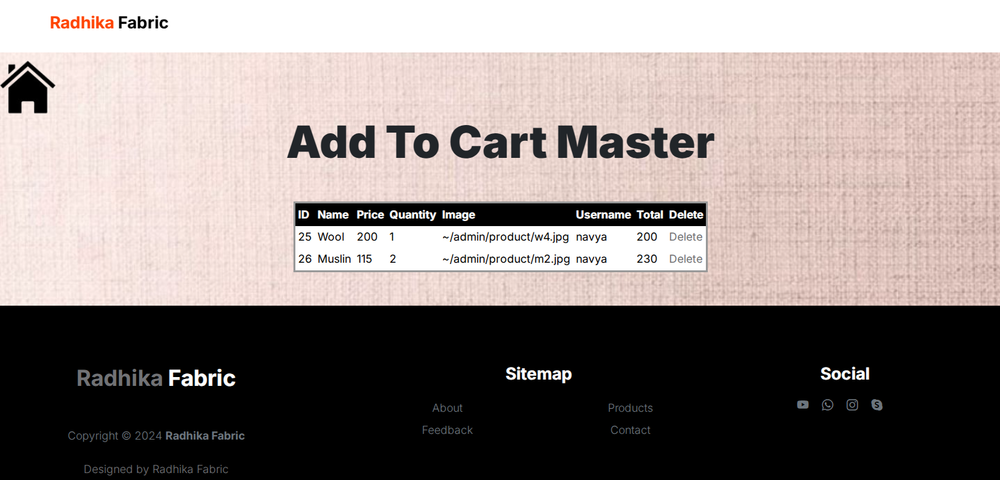 Radhika Fabric
Add To Cart Master
ID Name Price Quantity Image Username Total Delete
25 Wool 200 1 ~/admin/product/w4.jpg navya 200 Delete
26 Muslin 115 2 ~/admin/product/m2.jpg navya 230 Delete
Radhika Fabric
Copyright © 2024 Radhika Fabric
Designed by Radhika Fabric
Sitemap
About Products
Feedback Contact
Social